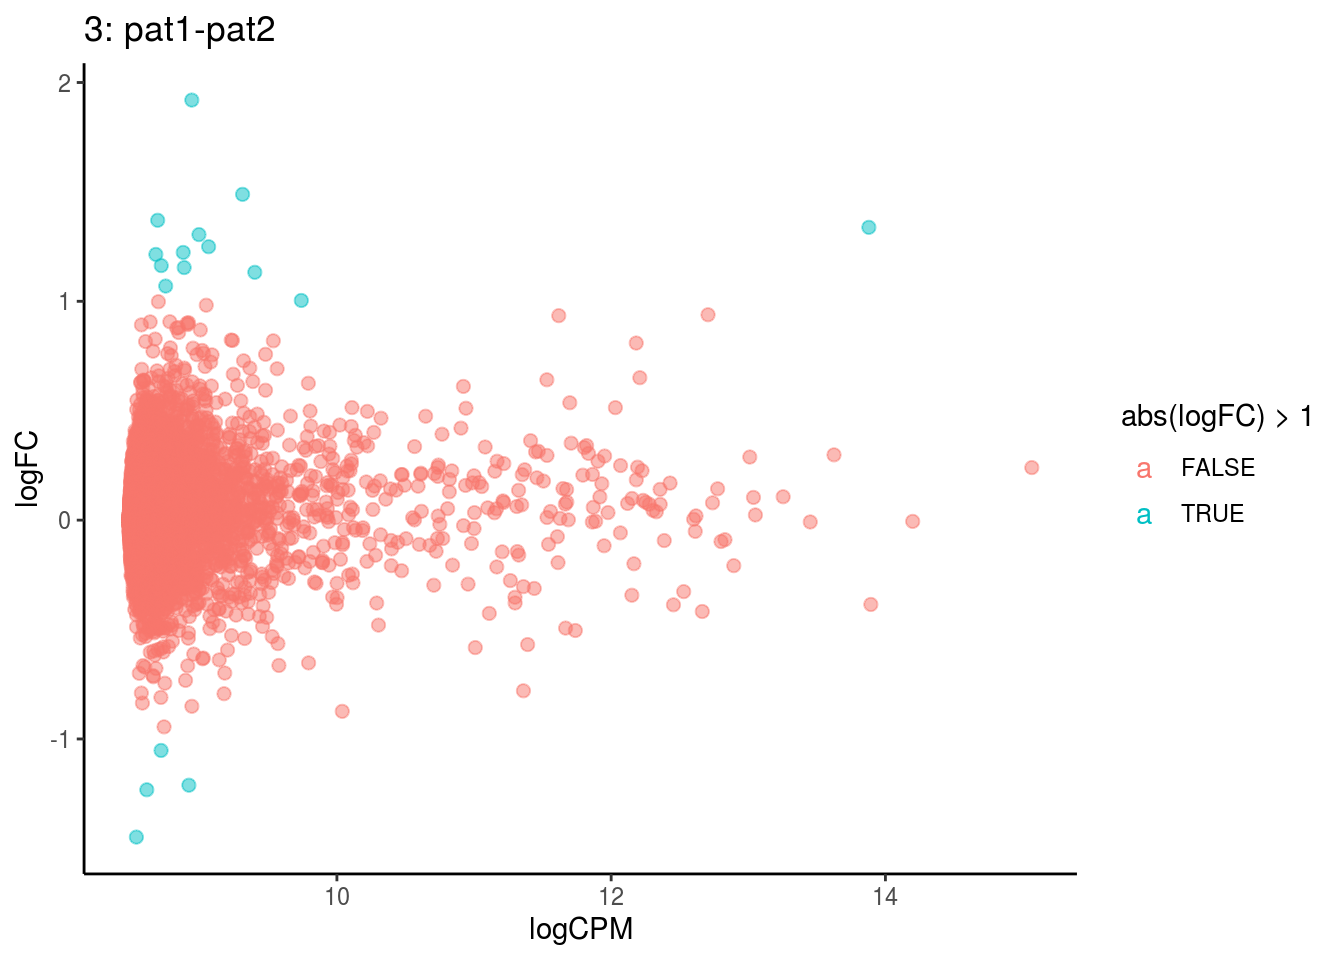 3: pat1-pat2
2
1
0
-1
logFC
10
12
14
logCPM
abs(logFC) > 1
a FALSE
a TRUE